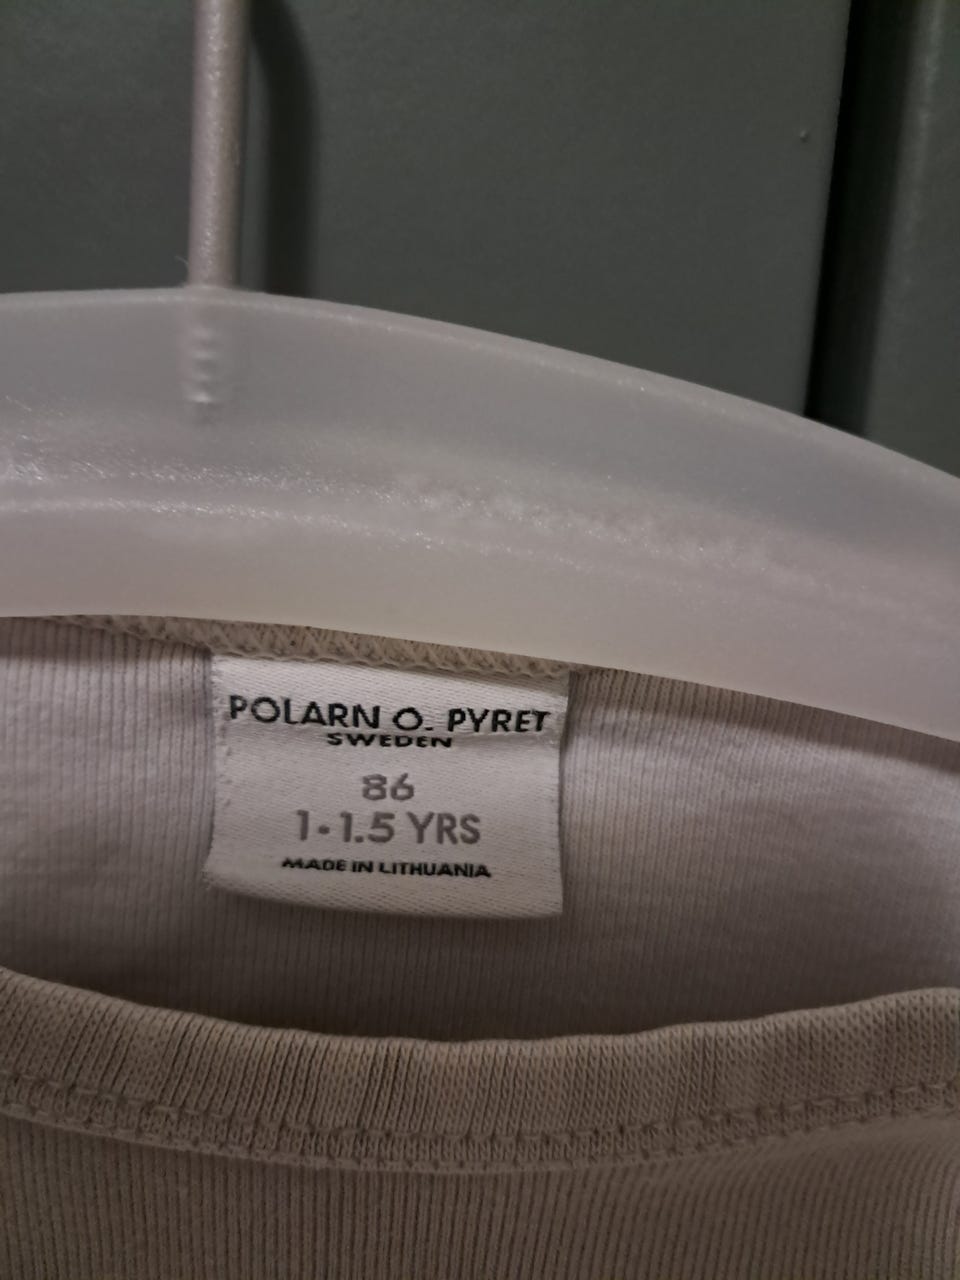 POLARN O. PYRET
SWEDEN
86
1-1.5 YRS
MADE IN LITHUANIA